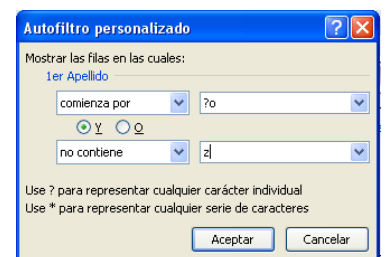 Autofiltro personalizado
Mostrar las filas en las cuales:
1er Apellido
comienza por ?o
Y O
no contiene z
Use ? para representar cualquier carácter individual
Use * para representar cualquier serie de caracteres
Aceptar Cancelar